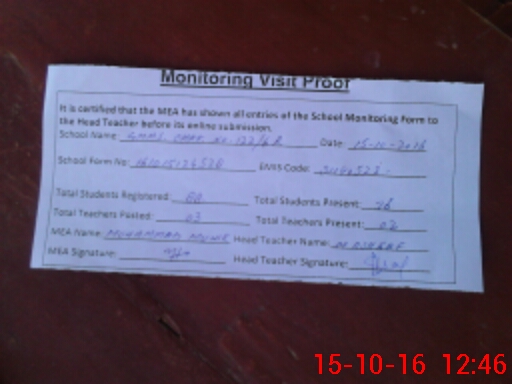 Monitoring Visit Proof
It is certified that the MEA has shown all entries of the School Monitoring Form to
the Head Teacher before its online submission.
School Name: Date: 15-10-2016
School Form No: EMIS Code:
Total Students Registered: Total Students Present:
Total Teachers Posted: 03 Total Teachers Present: 02
MEA Name: MUHAMMAD Head Teacher Name: M ASHRAF
MEA Signature: Head Teacher Signature:
15-10-16 12:46